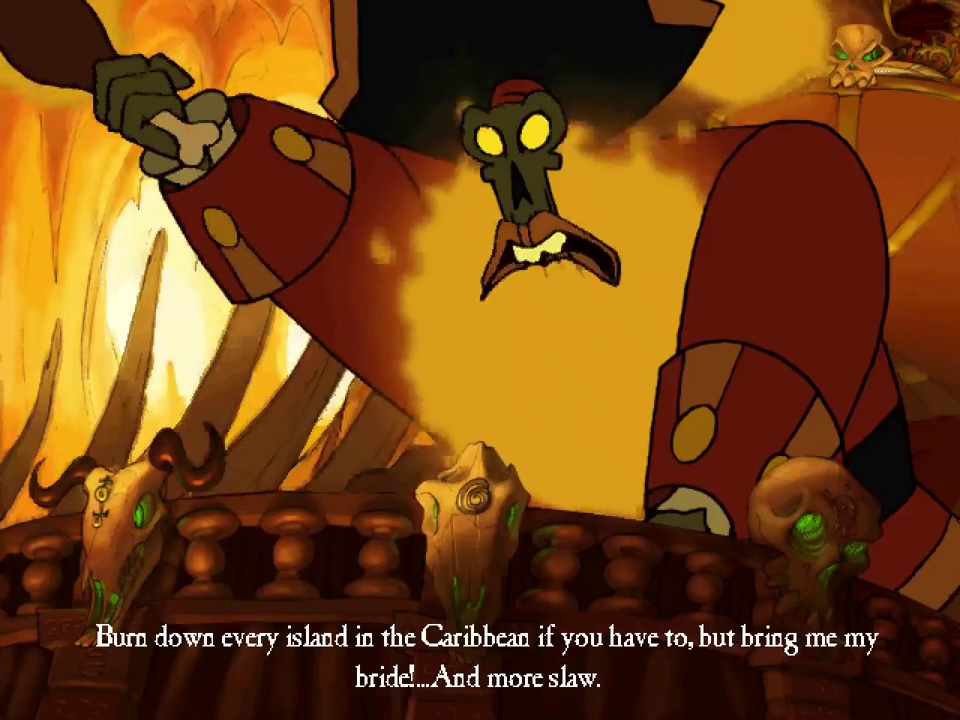 Burn down every island in the Caribbean if you have to, but bring me my
bride!...And more slaw.